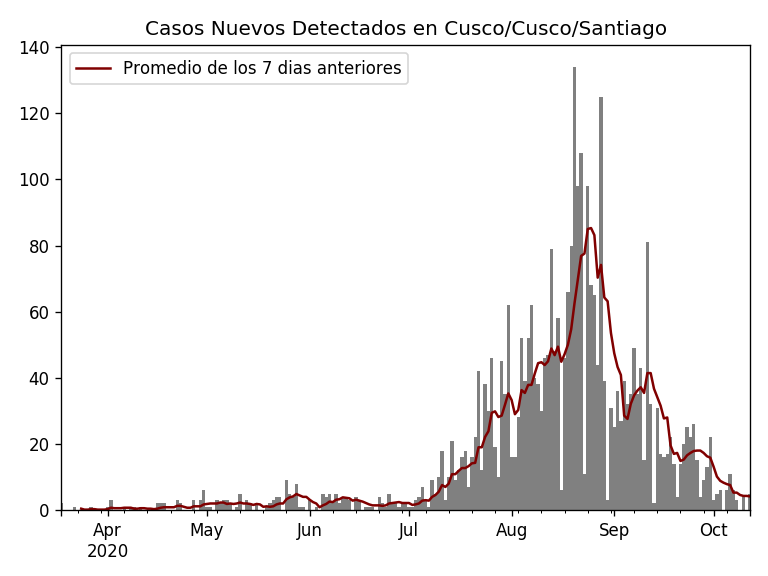 Casos Nuevos Detectados en Cusco/Cusco/Santiago
Promedio de los 7 dias anteriores
140
120
100
80
60
40
20
0
Apr
2020
May
Jun
Jul
Aug
Sep
Oct